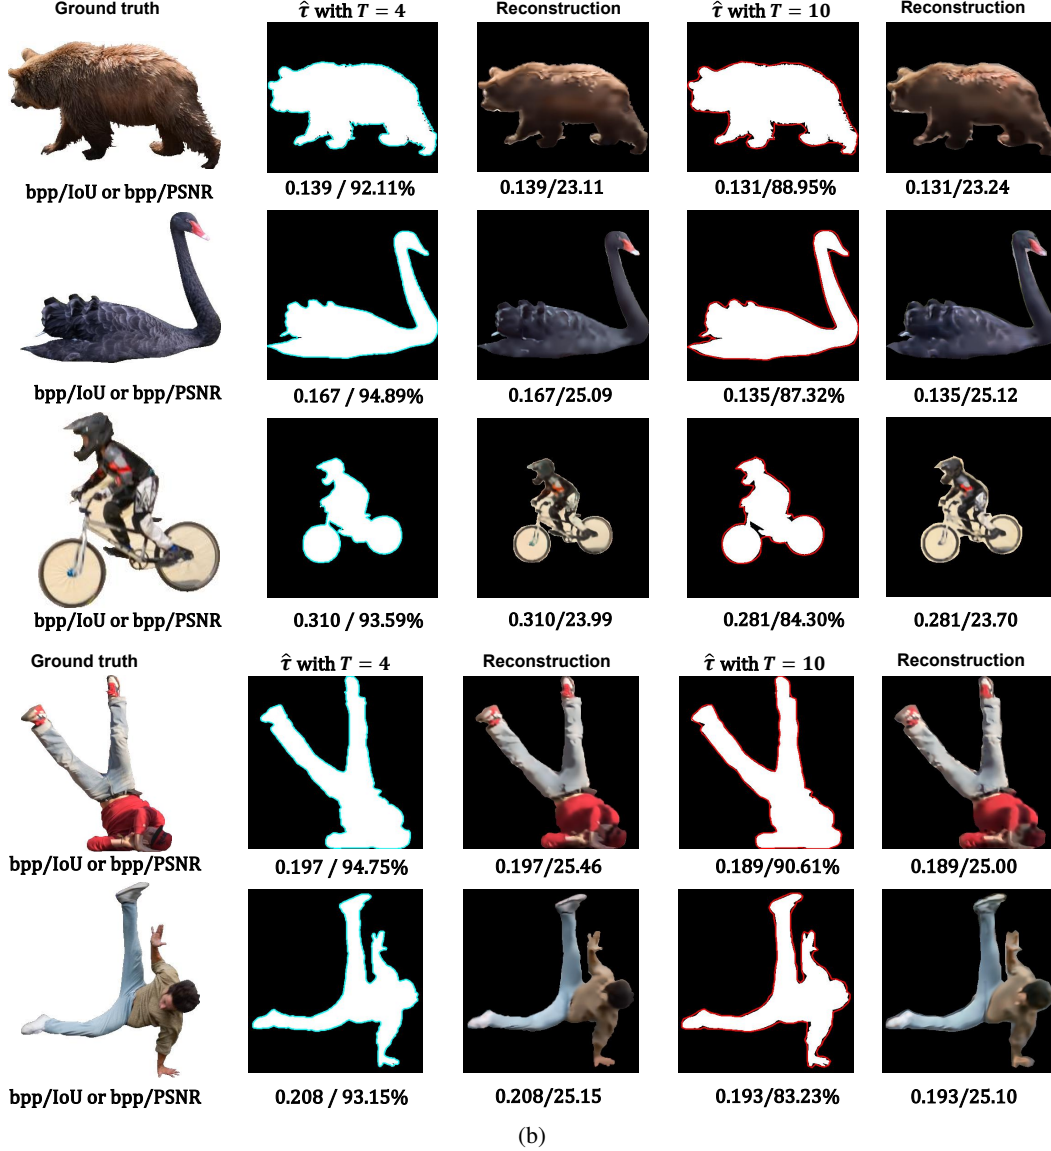 Ground truth τ̂ with T = 4 Reconstruction τ̂ with T = 10 Reconstruction
bpp/IoU or bpp/PSNR 0.139 / 92.11% 0.139/23.11 0.131/88.95% 0.131/23.24
bpp/IoU or bpp/PSNR 0.167 / 94.89% 0.167/25.09 0.135/87.32% 0.135/25.12
bpp/IoU or bpp/PSNR 0.310 / 93.59% 0.310/23.99 0.281/84.30% 0.281/23.70
Ground truth τ̂ with T = 4 Reconstruction τ̂ with T = 10 Reconstruction
bpp/IoU or bpp/PSNR 0.197 / 94.75% 0.197/25.46 0.189/90.61% 0.189/25.00
bpp/IoU or bpp/PSNR 0.208 / 93.15% 0.208/25.15 0.193/83.23% 0.193/25.10
(b)